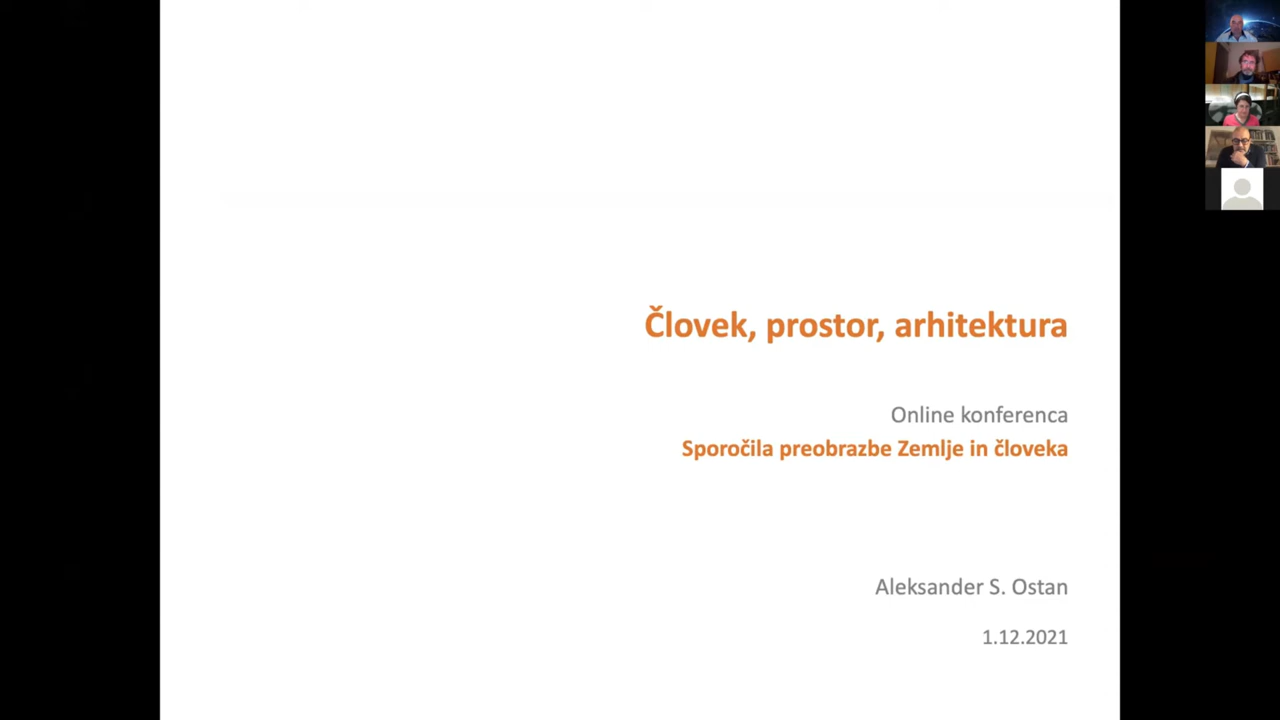 Človek, prostor, arhitektura
Online konferenca
Sporočila preobrazbe Zemlje in človeka
Aleksander S. Ostan
1.12.2021